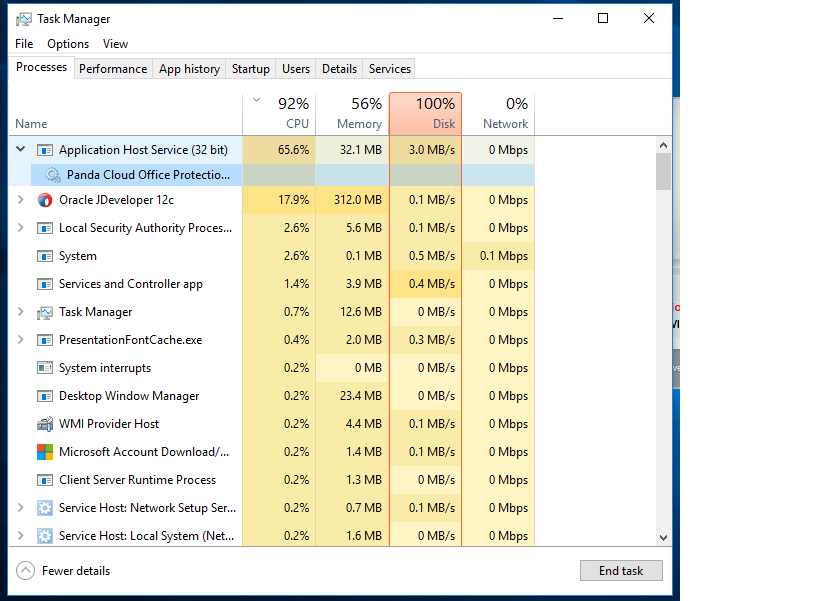 Task Manager
File Options View
Processes Performance App history Startup Users Details Services
92% 56% 100% 0%
Name CPU Memory Disk Network
Application Host Service (32 bit) 65.6% 32.1 MB 3.0 MB/s 0 Mbps
Panda Cloud Office Protectio...
Oracle JDeveloper 12c 17.9% 312.0 MB 0.1 MB/s 0 Mbps
Local Security Authority Proces... 2.6% 5.6 MB 0.1 MB/s 0 Mbps
System 2.6% 0.1 MB 0.5 MB/s 0.1 Mbps
Services and Controller app 1.4% 3.9 MB 0.4 MB/s 0 Mbps
Task Manager 0.7% 12.6 MB 0 MB/s 0 Mbps
PresentationFontCache.exe 0.4% 2.0 MB 0.3 MB/s 0 Mbps
System interrupts 0.2% 0 MB 0 MB/s 0 Mbps
Desktop Window Manager 0.2% 23.4 MB 0 MB/s 0 Mbps
WMI Provider Host 0.2% 4.4 MB 0.1 MB/s 0 Mbps
Microsoft Account Download/... 0.2% 1.4 MB 0.1 MB/s 0 Mbps
Client Server Runtime Process 0.2% 1.3 MB 0 MB/s 0 Mbps
Service Host: Network Setup Ser... 0.2% 0.7 MB 0.1 MB/s 0 Mbps
Service Host: Local System (Net... 0.2% 1.6 MB 0 MB/s 0 Mbps
Fewer details End task